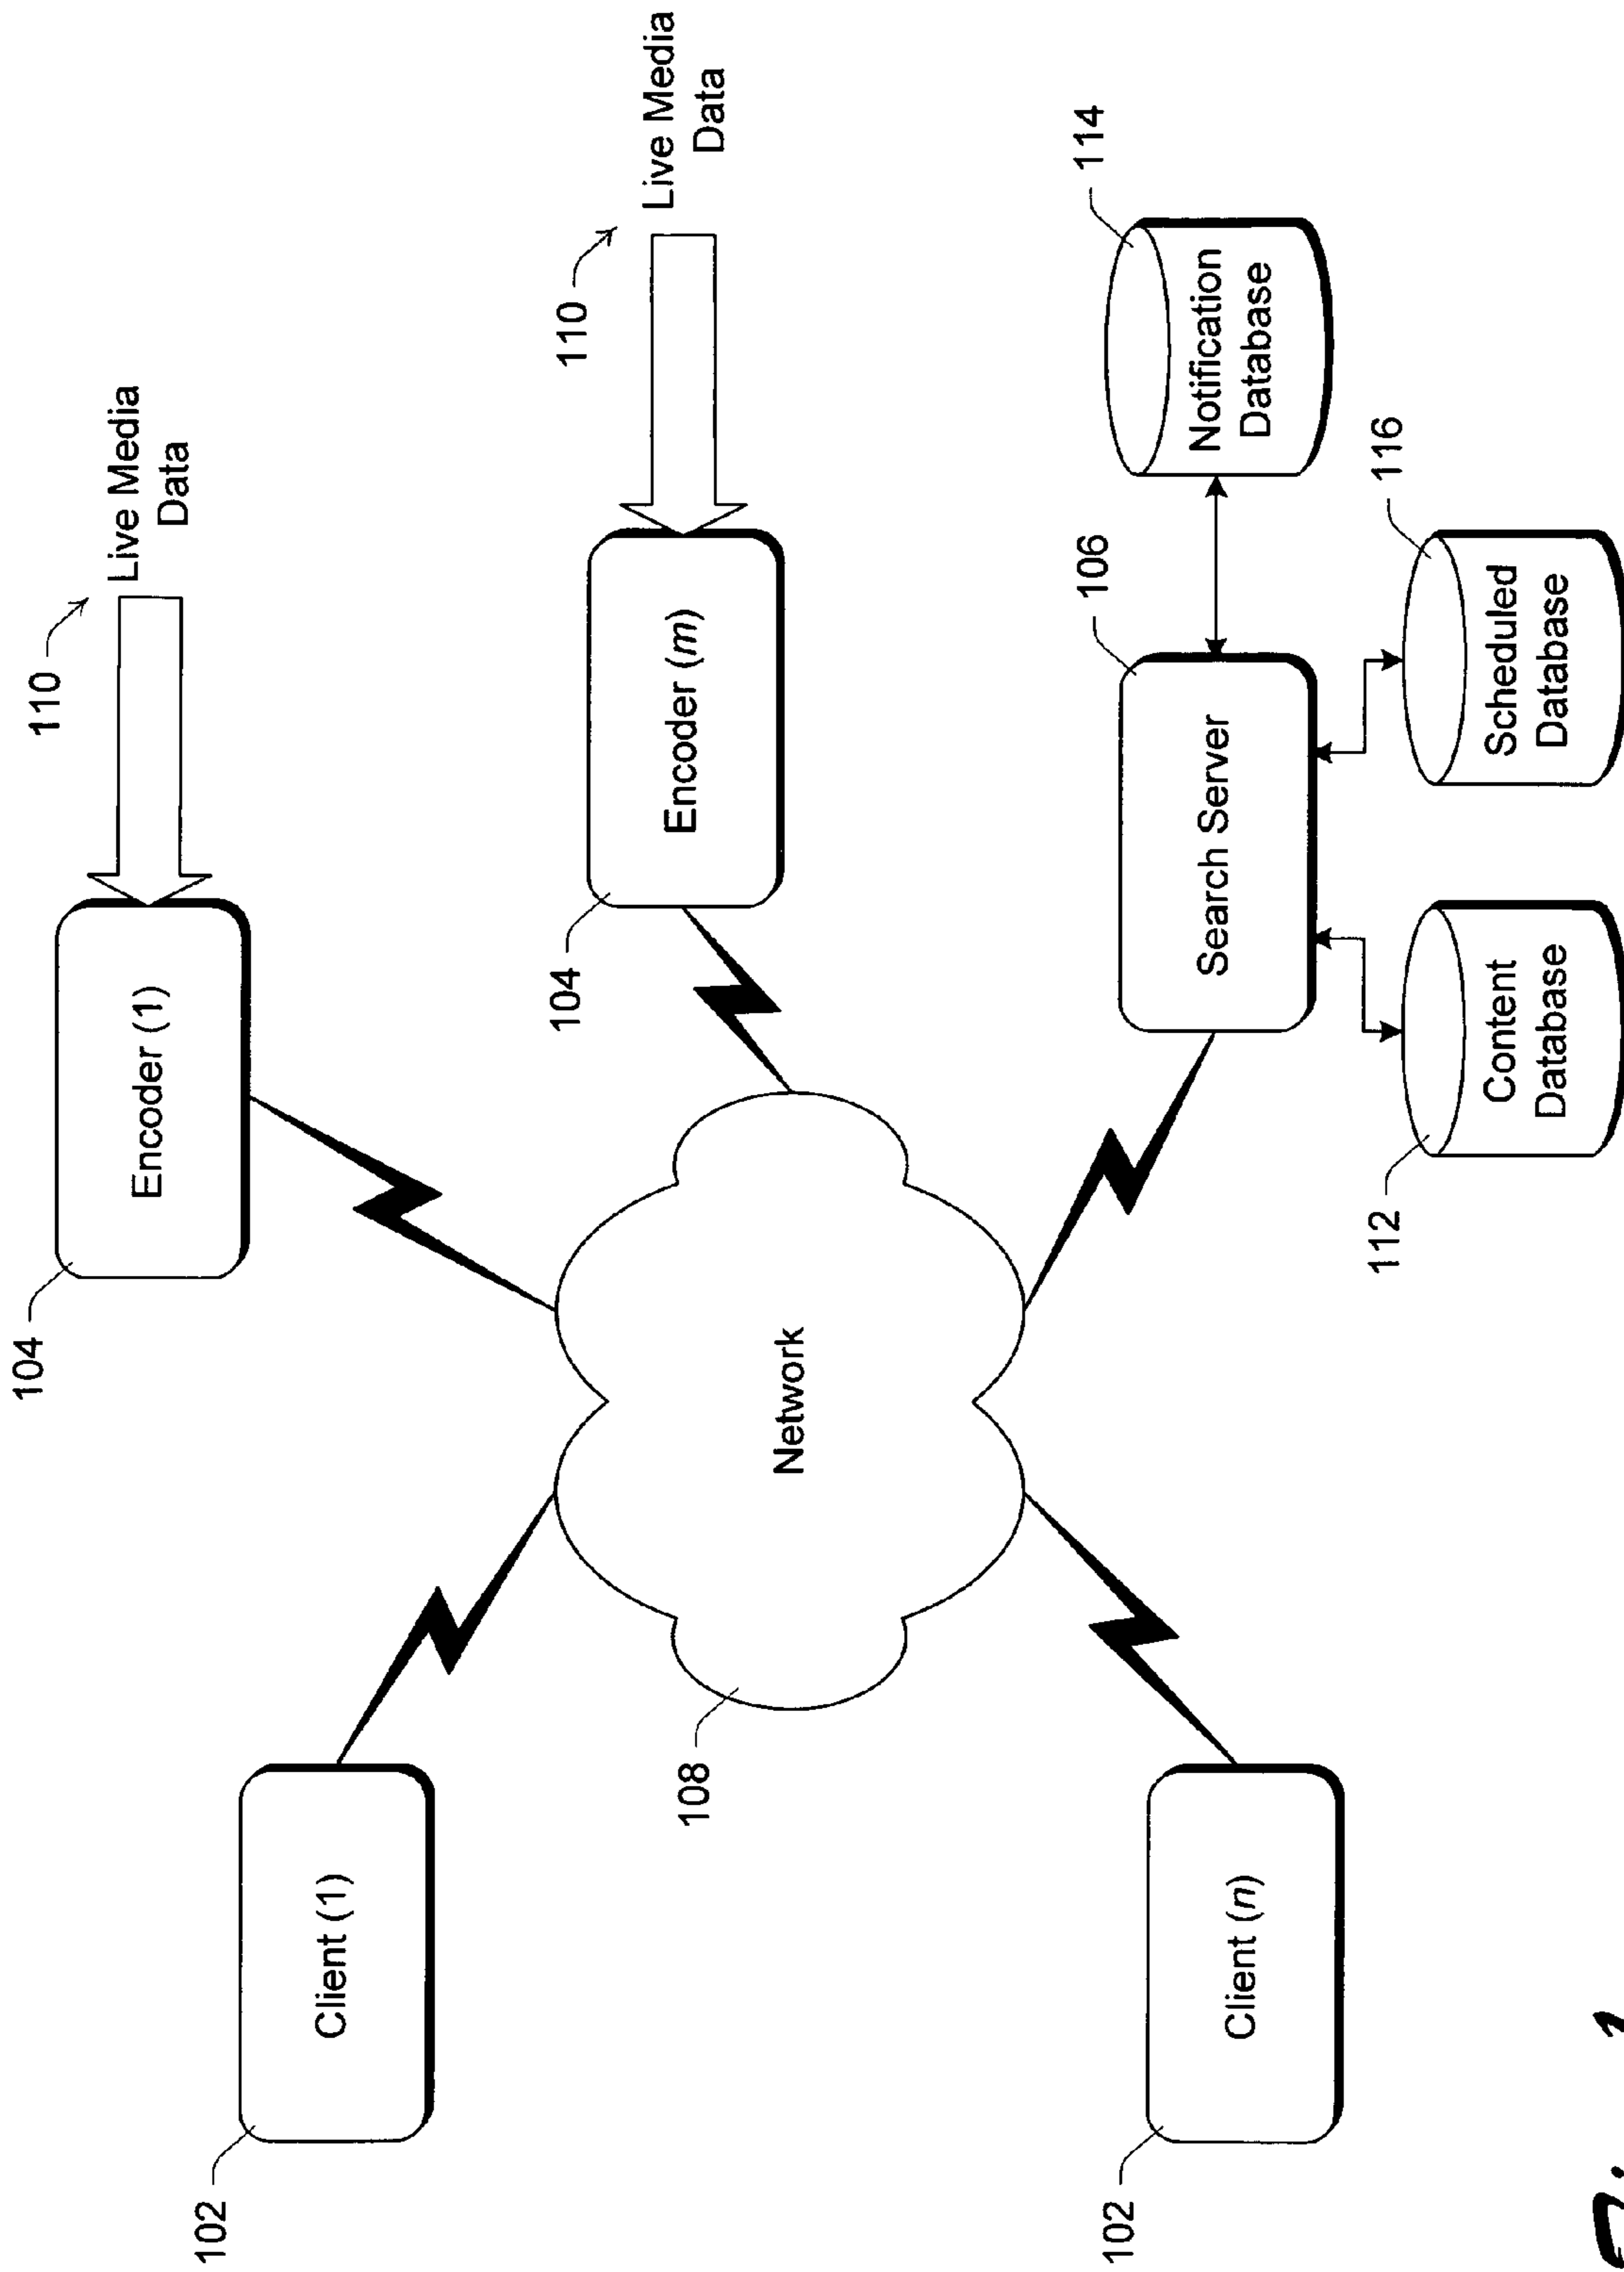 104
110
Live Media
Data
Encoder (1)
102
Client (1)
104
110
Live Media
Data
Encoder (m)
108
Network
102
Client (n)
106
Search Server
114
Notification
Database
112
Content
Database
116
Scheduled
Database